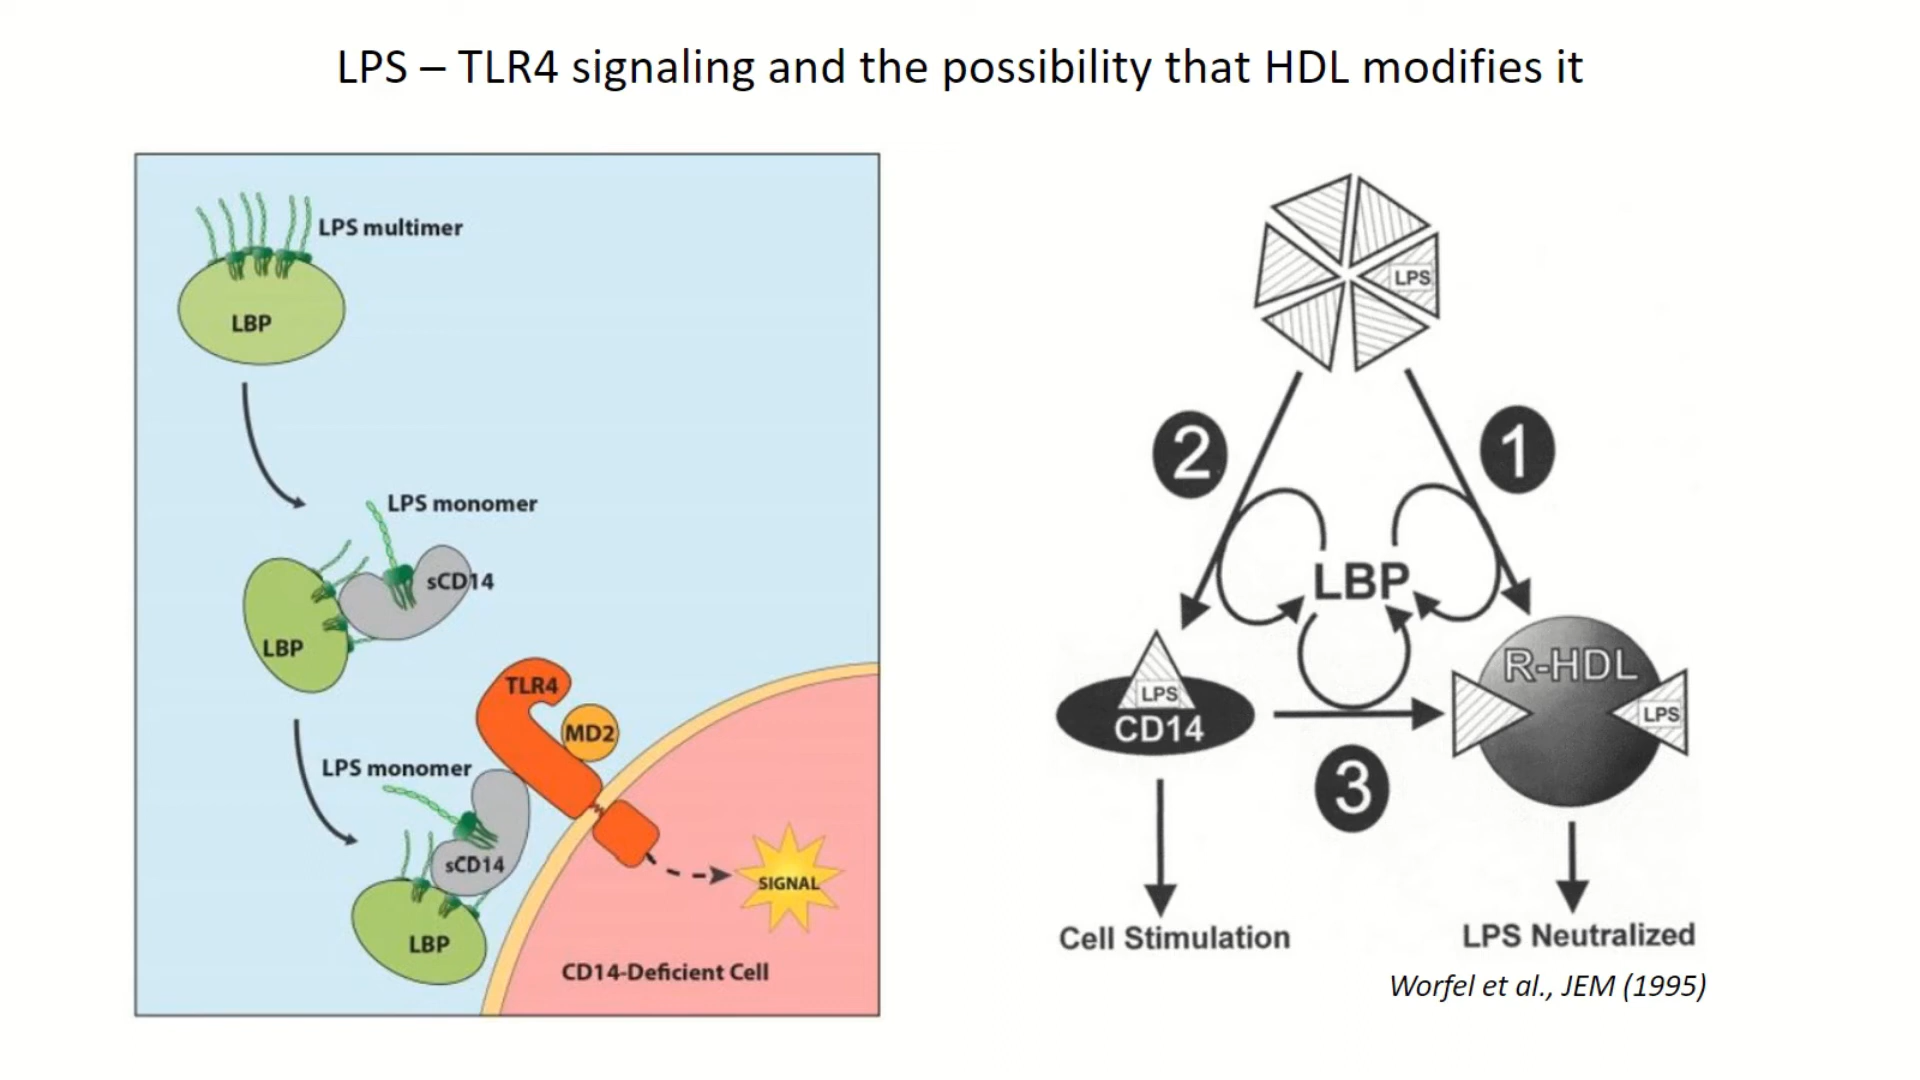 LPS – TLR4 signaling and the possibility that HDL modifies it
LPS multimer
LBP
LPS monomer
sCD14
LBP
TLR4
MD2
LPS monomer
sCD14
SIGNAL
LBP
CD14-Deficient Cell
LPS
2
1
LBP
R-HDL
LPS
CD14
LPS
3
Cell Stimulation
LPS Neutralized
Worfel et al., JEM (1995)